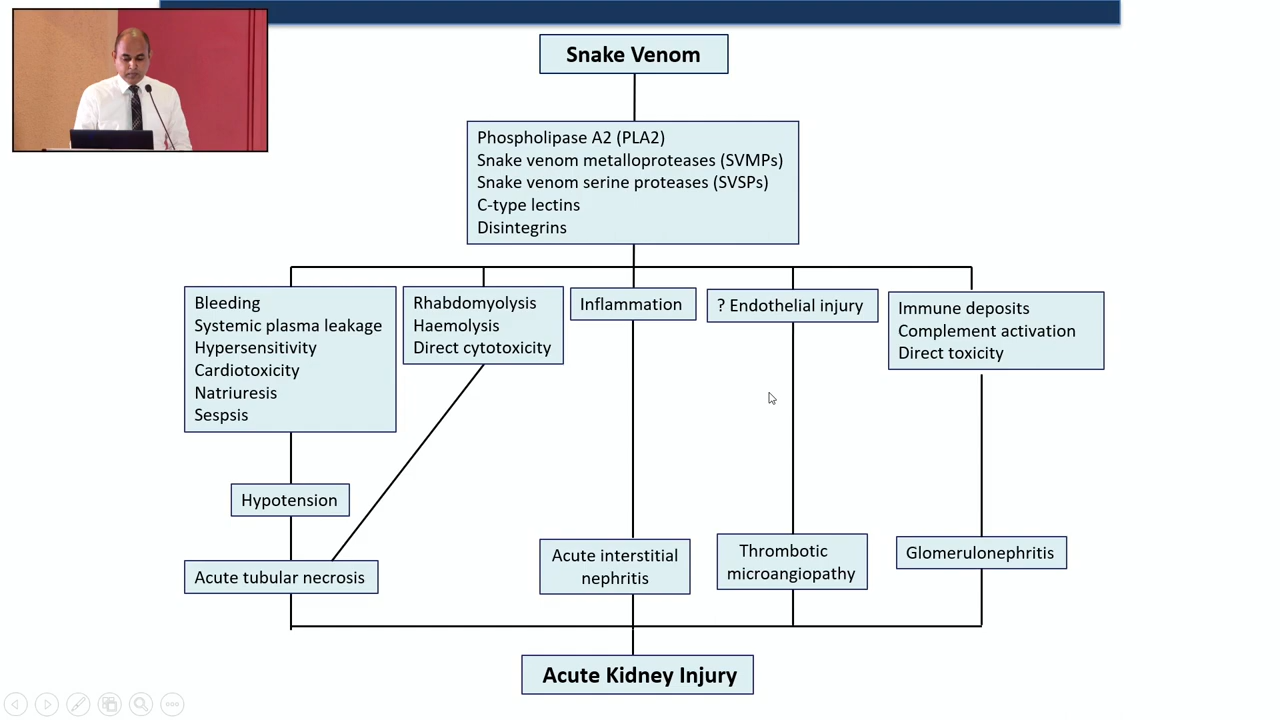 Snake Venom
Phospholipase A2 (PLA2)
Snake venom metalloproteases (SVMPs)
Snake venom serine proteases (SVSPs)
C-type lectins
Disintegrins
Bleeding
Systemic plasma leakage
Hypersensitivity
Cardiotoxicity
Natriuresis
Sespsis
Rhabdomyolysis
Haemolysis
Direct cytotoxicity
Inflammation
? Endothelial injury
Immune deposits
Complement activation
Direct toxicity
Hypotension
Acute tubular necrosis
Acute interstitial
nephritis
Thrombotic
microangiopathy
Glomerulonephritis
Acute Kidney Injury